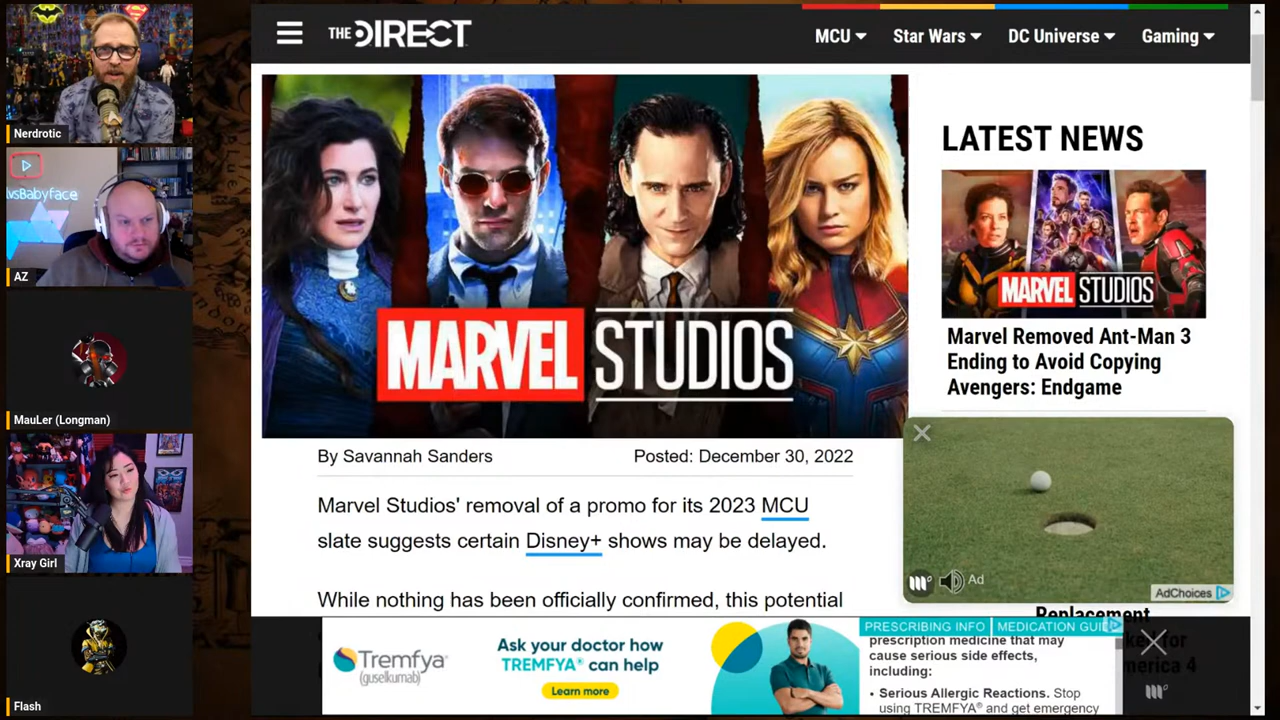 Nerdrotic
vsBabyface
AZ
MauLer (Longman)
Xray Girl
Flash
THE DIRECT
MCU
Star Wars
DC Universe
Gaming
MARVEL STUDIOS
By Savannah Sanders
Posted: December 30, 2022
Marvel Studios' removal of a promo for its 2023 MCU
slate suggests certain Disney+ shows may be delayed.
While nothing has been officially confirmed, this potential
LATEST NEWS
MARVEL STUDIOS
Marvel Removed Ant-Man 3
Ending to Avoid Copying
Avengers: Endgame
Ad
AdChoices
Replacement
for
merica 4
Tremfya®
(guselkumab)
Ask your doctor how
TREMFYA® can help
Learn more
PRESCRIBING INFO
MEDICATION GUI
prescription medicine that may
cause serious side effects,
including:
• Serious Allergic Reactions. Stop
using TREMFYA® and get emergency